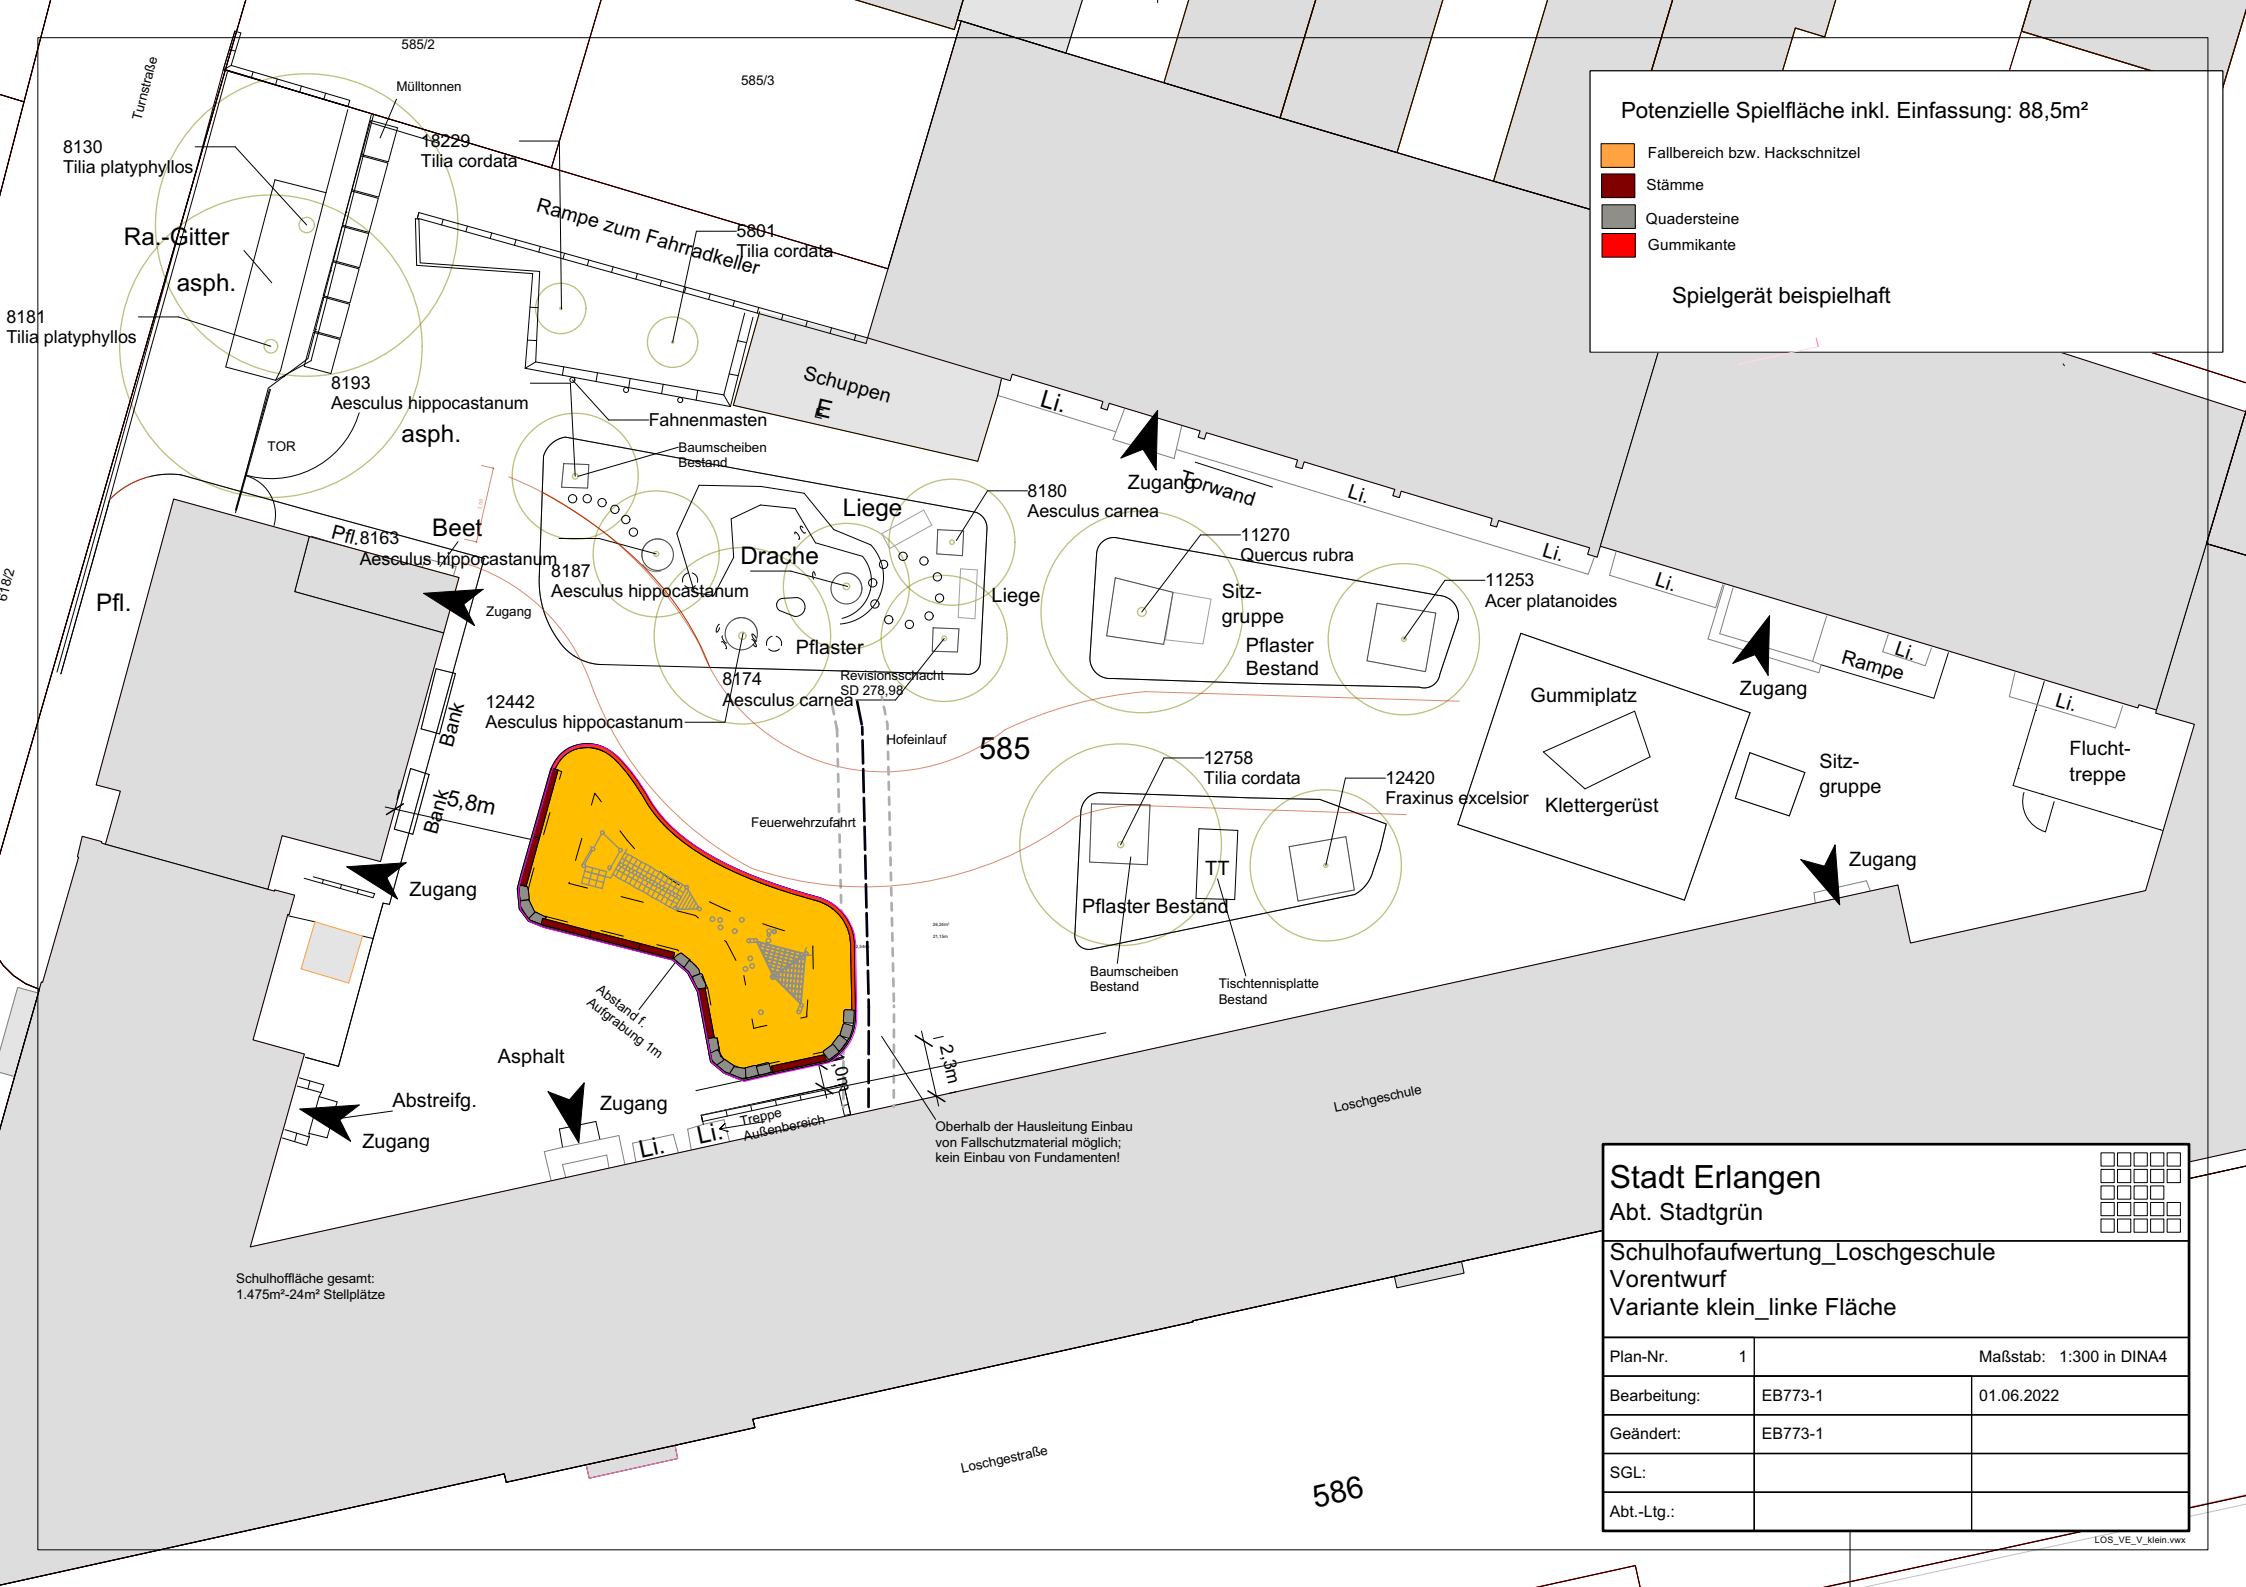 585/2
585/3
Turnstraße
Mülltonnen
8130
Tilia platyphyllos
18229
Tilia cordata
Rampe zum Fahrradkeller
5801
Tilia cordata
Ra.-Gitter
asph.
8181
Tilia platyphyllos
Potenzielle Spielfläche inkl. Einfassung: 88,5m²
Fallbereich bzw. Hackschnitzel
Stämme
Quadersteine
Gummikante
Spielgerät beispielhaft
8193
Aesculus hippocastanum
asph.
TOR
Fahnenmasten
Baumscheiben
Bestand
Schuppen
E
Li.
Zugang
Torwand
Li.
Li.
Li.
Li.
Li.
Liege
8180
Aesculus carnea
11270
Quercus rubra
Sitz-
gruppe
Pflaster
Bestand
11253
Acer platanoides
Pfl.
Beet
8163
Aesculus hippocastanum
8187
Aesculus hippocastanum
Drache
Liege
Pflaster
Zugang
Pfl.
618/2
8174
Aesculus carnea
Revisionsschacht
SD 278,98
12442
Aesculus hippocastanum
Bank
Bank
5,8m
Hofeinlauf
585
Feuerwehrzufahrt
12758
Tilia cordata
12420
Fraxinus excelsior
TT
Pflaster Bestand
Baumscheiben
Bestand
Tischtennisplatte
Bestand
Gummiplatz
Klettergerüst
Rampe
Zugang
Sitz-
gruppe
Flucht-
treppe
Zugang
Zugang
Abstand f.
Aufgrabung 1m
Asphalt
Abstreifg.
Zugang
Zugang
Li.
Li.
Treppe
Außenbereich
2,3m
Oberhalb der Hausleitung Einbau
von Fallschutzmaterial möglich;
kein Einbau von Fundamenten!
Loschgeschule
Schulhoffläche gesamt:
1.475m²-24m² Stellplätze
Loschgestraße
586
Stadt Erlangen
Abt. Stadtgrün
Schulhofaufwertung_Loschgeschule
Vorentwurf
Variante klein_linke Fläche
Plan-Nr. 1 Maßstab: 1:300 in DINA4
Bearbeitung: EB773-1 01.06.2022
Geändert: EB773-1
SGL:
Abt.-Ltg.:
LOS_VE_V_klein.vwx